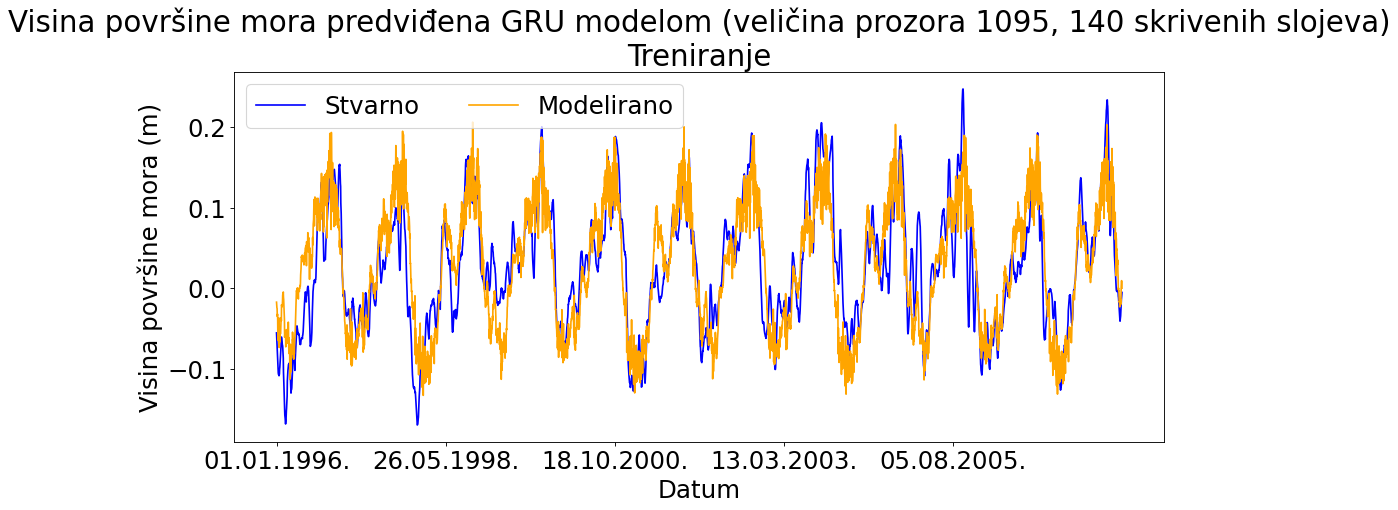 Visina površine mora predviđena GRU modelom (veličina prozora 1095, 140 skrivenih slojeva)
Treniranje
Stvarno
Modelirano
Visina površine mora (m)
0.2
0.1
0.0
−0.1
01.01.1996.
26.05.1998.
18.10.2000.
13.03.2003.
05.08.2005.
Datum